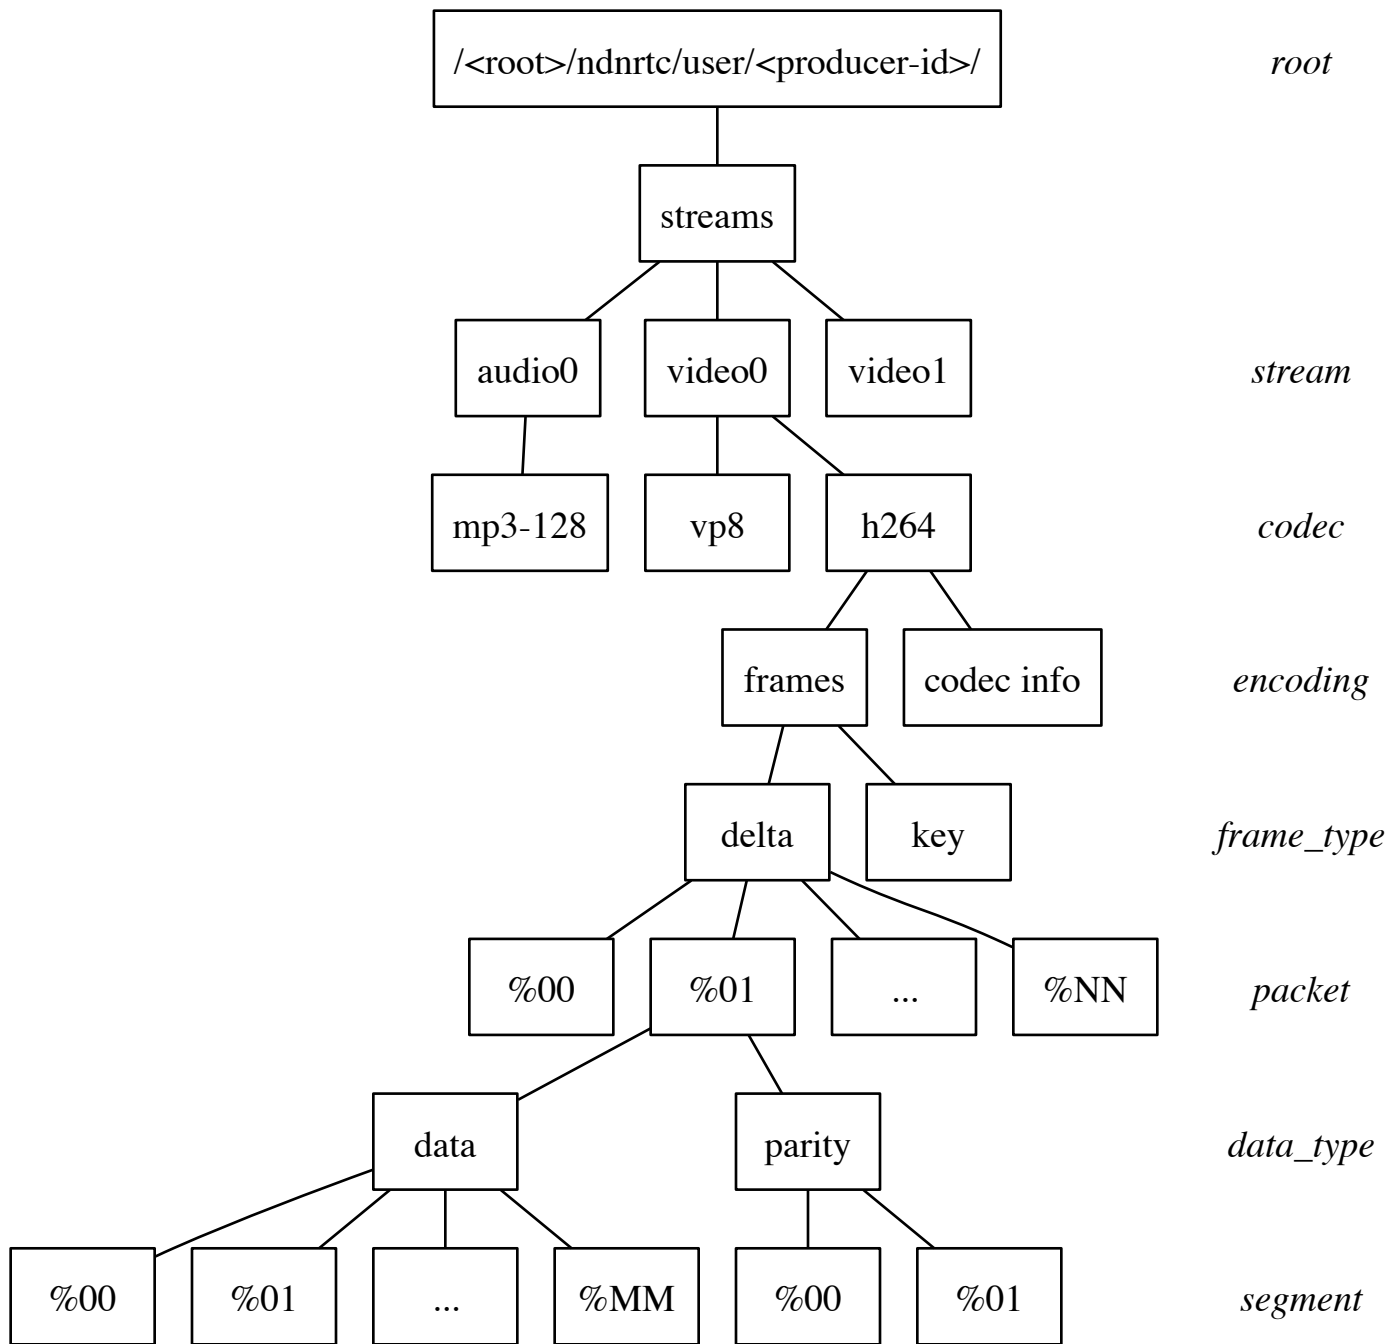 /<root>/ndnrtc/user/<producer-id>/ root
streams
audio0 video0 video1 stream
mp3-128 vp8 h264 codec
frames codec info encoding
delta key frame_type
%00 %01 ... %NN packet
data parity data_type
%00 %01 ... %MM %00 %01 segment